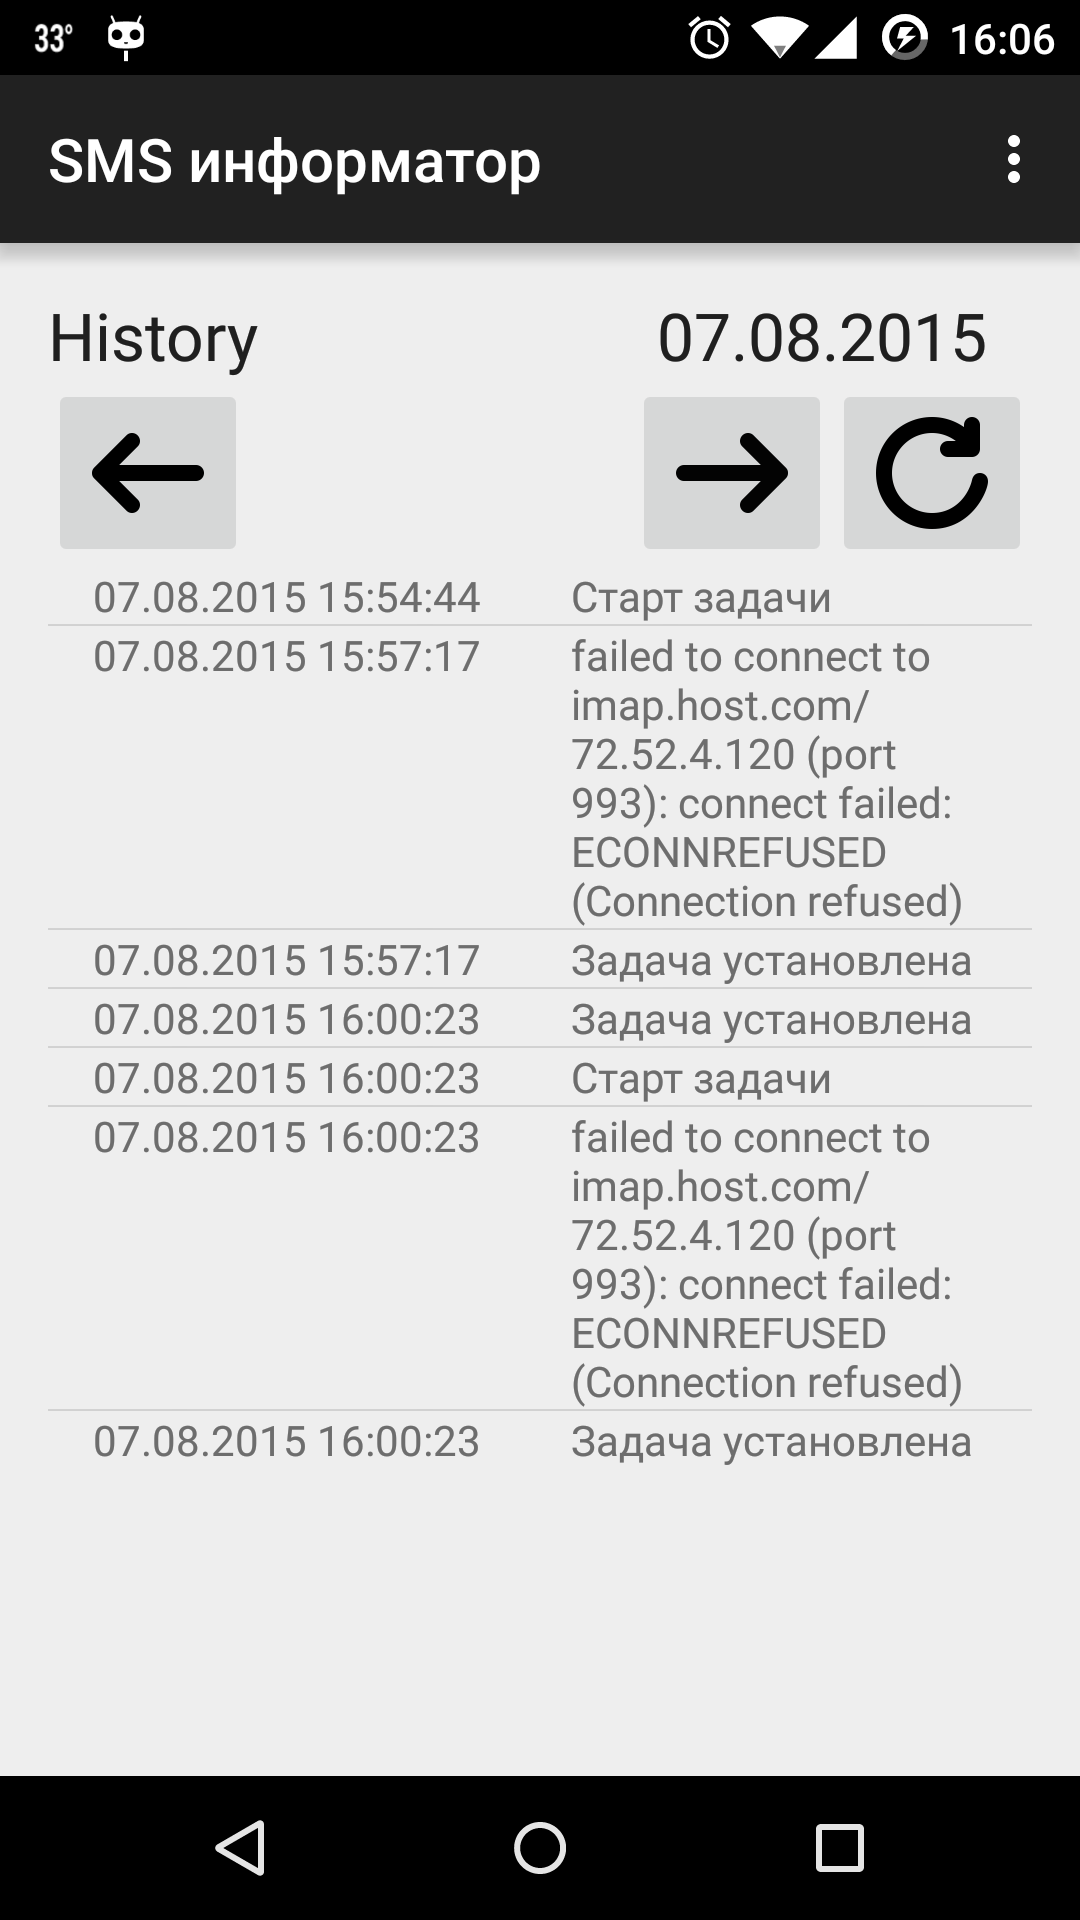 33° 16:06
SMS информатор
History 07.08.2015
07.08.2015 15:54:44 Старт задачи
07.08.2015 15:57:17 failed to connect to
imap.host.com/
72.52.4.120 (port
993): connect failed:
ECONNREFUSED
(Connection refused)
07.08.2015 15:57:17 Задача установлена
07.08.2015 16:00:23 Задача установлена
07.08.2015 16:00:23 Старт задачи
07.08.2015 16:00:23 failed to connect to
imap.host.com/
72.52.4.120 (port
993): connect failed:
ECONNREFUSED
(Connection refused)
07.08.2015 16:00:23 Задача установлена